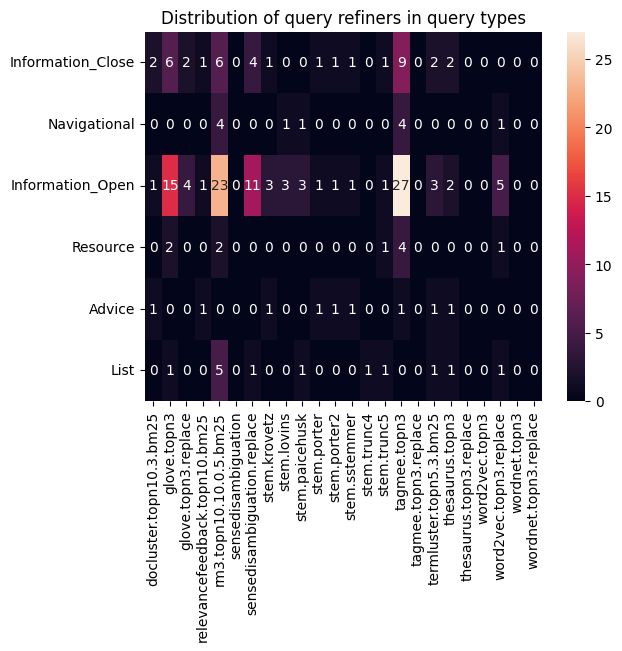 Distribution of query refiners in query types
Information_Close 2 6 2 1 6 0 4 1 0 0 1 1 1 0 1 9 0 2 2 0 0 0 0 0
Navigational 0 0 0 0 4 0 0 0 1 1 0 0 0 0 0 4 0 0 0 0 0 1 0 0
Information_Open 1 15 4 1 23 0 11 3 3 3 1 1 1 0 1 27 0 3 2 0 0 5 0 0
Resource 0 2 0 0 2 0 0 0 0 0 0 0 0 0 1 4 0 0 0 0 0 1 0 0
Advice 1 0 0 1 0 0 0 1 0 0 1 1 1 0 0 1 0 1 1 0 0 0 0 0
List 0 1 0 0 5 0 1 0 0 1 0 0 0 1 1 0 0 1 1 0 0 1 0 0
docluster.topn10.3.bm25
glove.topn3
glove.topn3.replace
relevancefeedback.topn10.bm25
rm3.topn10.10.0.5.bm25
sensedisambiguation
sensedisambiguation.replace
stem.krovetz
stem.lovins
stem.paicehusk
stem.porter
stem.porter2
stem.sstemmer
stem.trunc4
stem.trunc5
tagmee.topn3
tagmee.topn3.replace
termluster.topn5.3.bm25
thesaurus.topn3
thesaurus.topn3.replace
word2vec.topn3
word2vec.topn3.replace
wordnet.topn3
wordnet.topn3.replace
25
20
15
10
5
0